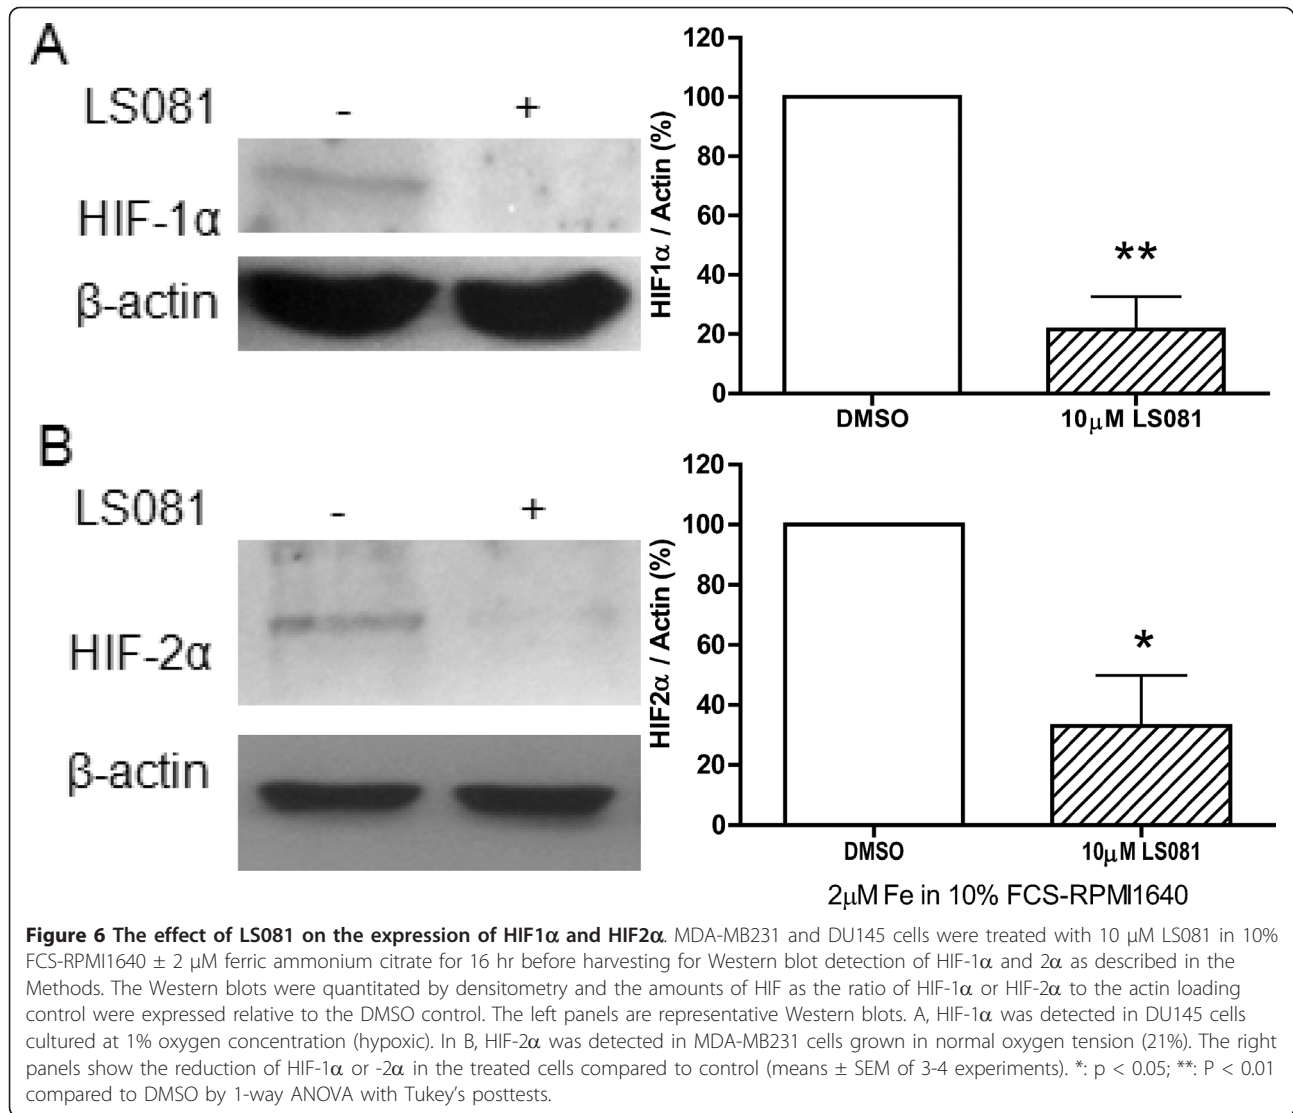 A
LS081 - +
HIF-1α
β-actin
120
100
80
60
40
20
0
HIF1α / Actin (%)
**
DMSO 10μM LS081
B
LS081 - +
HIF-2α
β-actin
120
100
80
60
40
20
0
HIF2α / Actin (%)
*
DMSO 10μM LS081
2μM Fe in 10% FCS-RPMI1640
Figure 6 The effect of LS081 on the expression of HIF1α and HIF2α. MDA-MB231 and DU145 cells were treated with 10 μM LS081 in 10%
FCS-RPMI1640 ± 2 μM ferric ammonium citrate for 16 hr before harvesting for Western blot detection of HIF-1α and 2α as described in the
Methods. The Western blots were quantitated by densitometry and the amounts of HIF as the ratio of HIF-1α or HIF-2α to the actin loading
control were expressed relative to the DMSO control. The left panels are representative Western blots. A, HIF-1α was detected in DU145 cells
cultured at 1% oxygen concentration (hypoxic). In B, HIF-2α was detected in MDA-MB231 cells grown in normal oxygen tension (21%). The right
panels show the reduction of HIF-1α or -2α in the treated cells compared to control (means ± SEM of 3-4 experiments). *: p < 0.05; **: P < 0.01
compared to DMSO by 1-way ANOVA with Tukey's posttests.